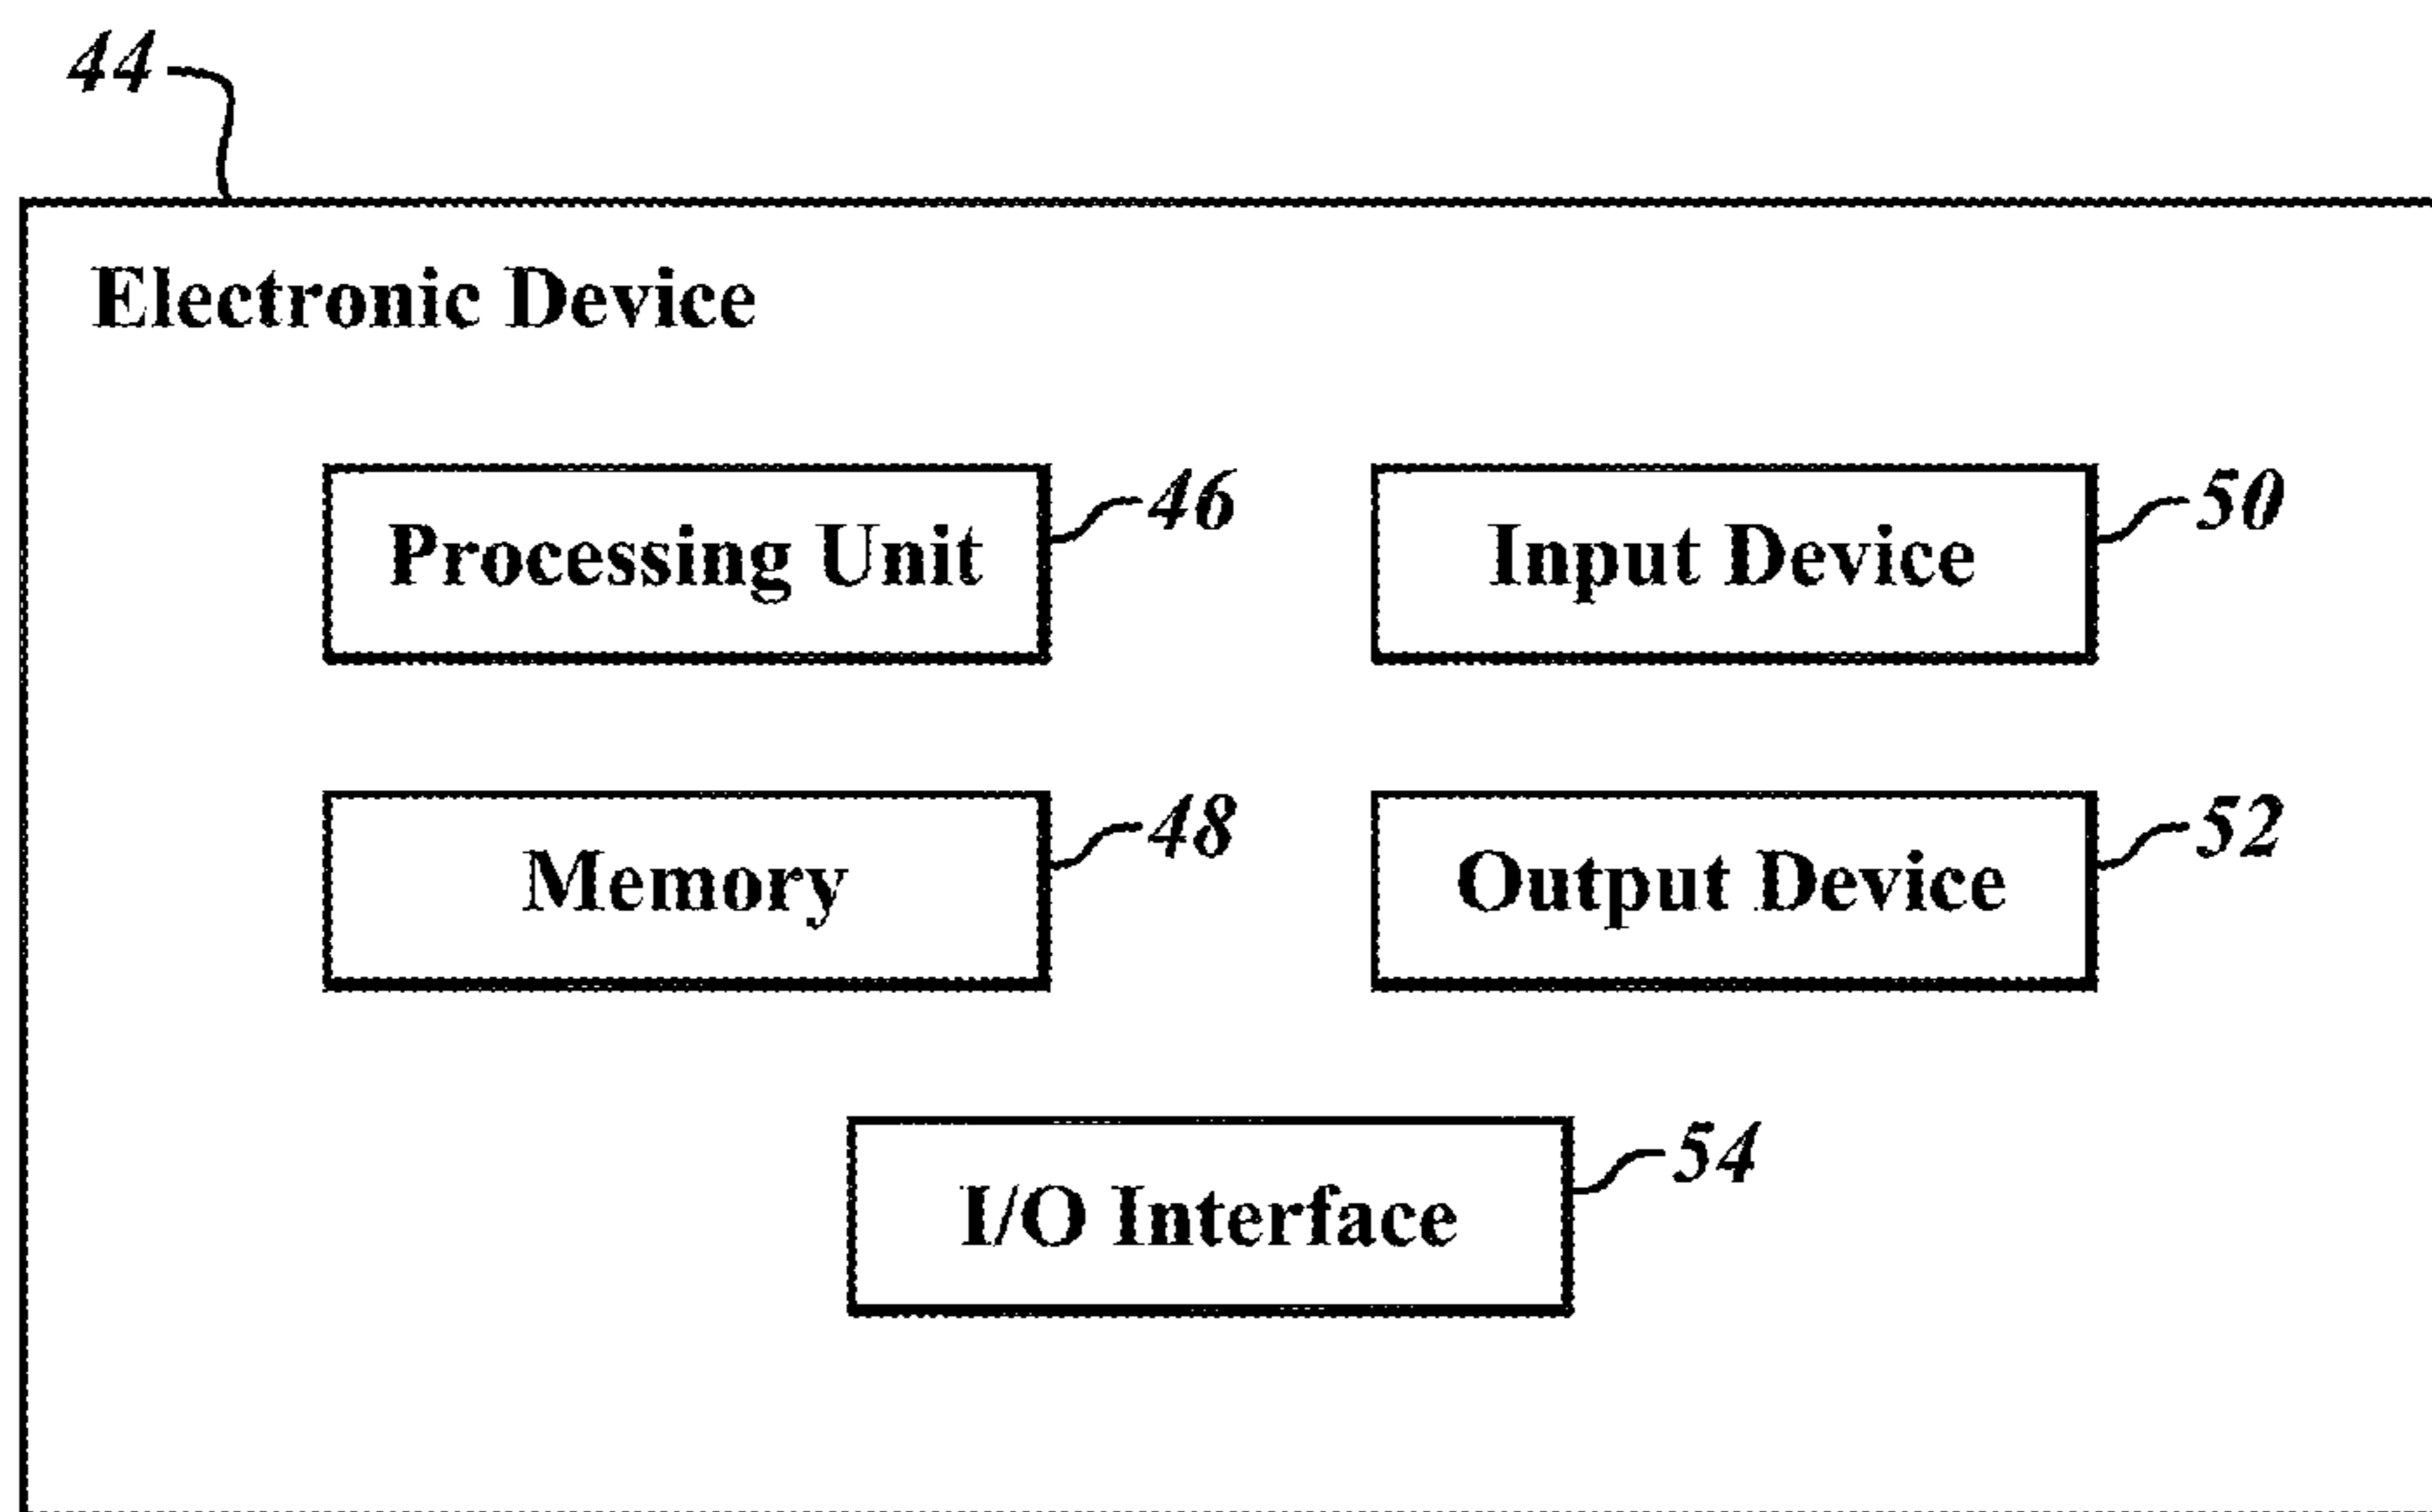 44
Electronic Device
Processing Unit 46
Input Device 50
Memory 48
Output Device 52
I/O Interface 54